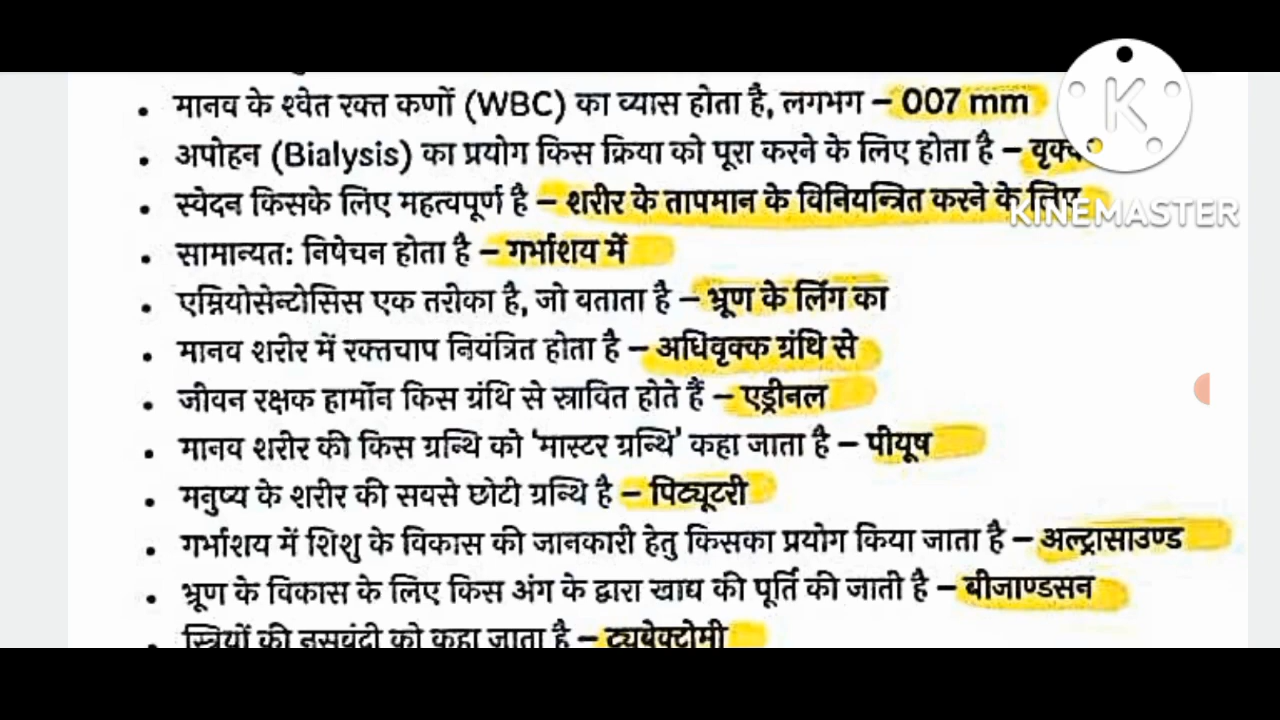 • मानव के श्वेत रक्त कणों (WBC) का व्यास होता है, लगभग – 007 mm
• अपोहन (Bialysis) का प्रयोग किस क्रिया को पूरा करने के लिए होता है –
• स्वेदन किसके लिए महत्वपूर्ण है – शरीर के तापमान के विनियन्त्रित करने के लिए
KINEMASTER
• सामान्यत: निषेचन होता है – गर्भाशय में
• एम्नियोसेन्टोसिस एक तरीका है, जो बताता है – भ्रूण के लिंग का
• मानव शरीर में रक्तचाप नियंत्रित होता है – अधिवृक्क ग्रंथि से
• जीवन रक्षक हार्मोन किस ग्रंथि से स्रावित होते हैं – एड्रीनल
• मानव शरीर की किस ग्रन्थि को 'मास्टर ग्रन्थि' कहा जाता है – पीयूष
• मनुष्य के शरीर की सबसे छोटी ग्रन्थि है – पिट्यूटरी
• गर्भाशय में शिशु के विकास की जानकारी हेतु किसका प्रयोग किया जाता है – अल्ट्रासाउण्ड
• भ्रूण के विकास के लिए किस अंग के द्वारा खाद्य की पूर्ति की जाती है – बीजाण्डसन
• स्त्रियों की नसबंदी को कहा जाता है – ट्यूबेक्टोमी